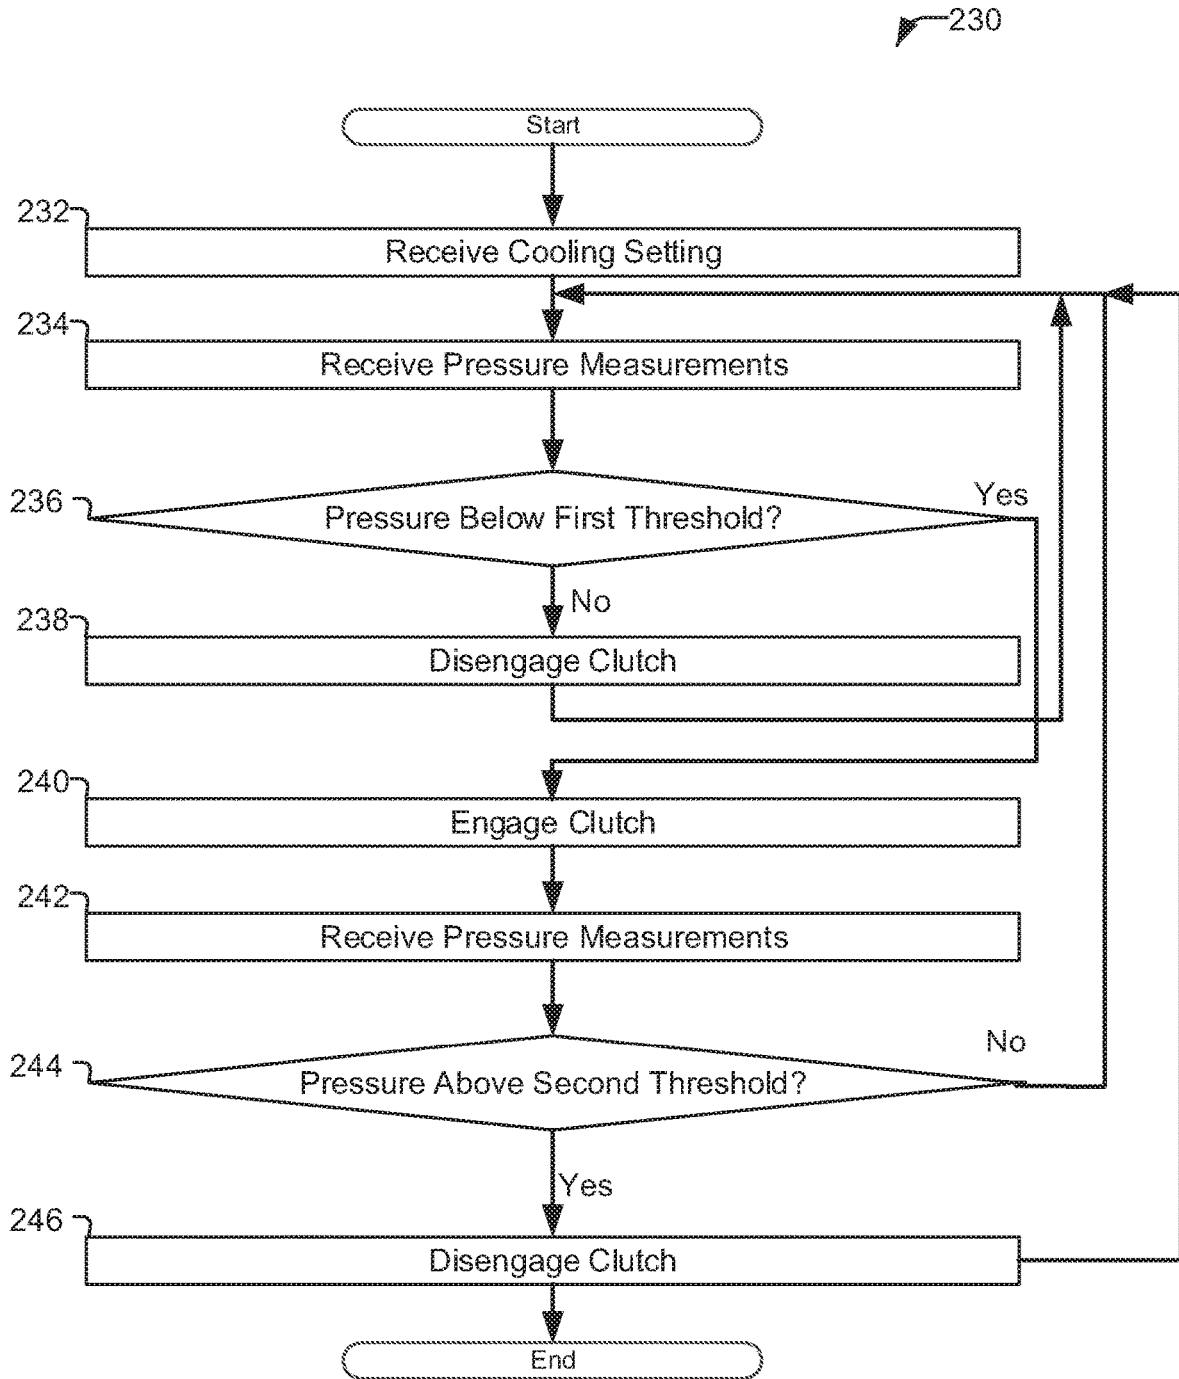 230
Start
232
Receive Cooling Setting
234
Receive Pressure Measurements
236
Pressure Below First Threshold?
Yes
No
238
Disengage Clutch
240
Engage Clutch
242
Receive Pressure Measurements
244
Pressure Above Second Threshold?
No
Yes
246
Disengage Clutch
End